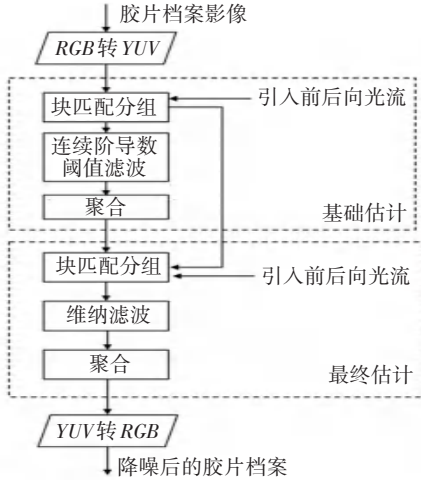 胶片档案影像
RGB转YUV
块匹配分组
引入前后向光流
连续阶导数
阈值滤波
聚合
基础估计
块匹配分组
引入前后向光流
维纳滤波
聚合
最终估计
YUV转RGB
降噪后的胶片档案